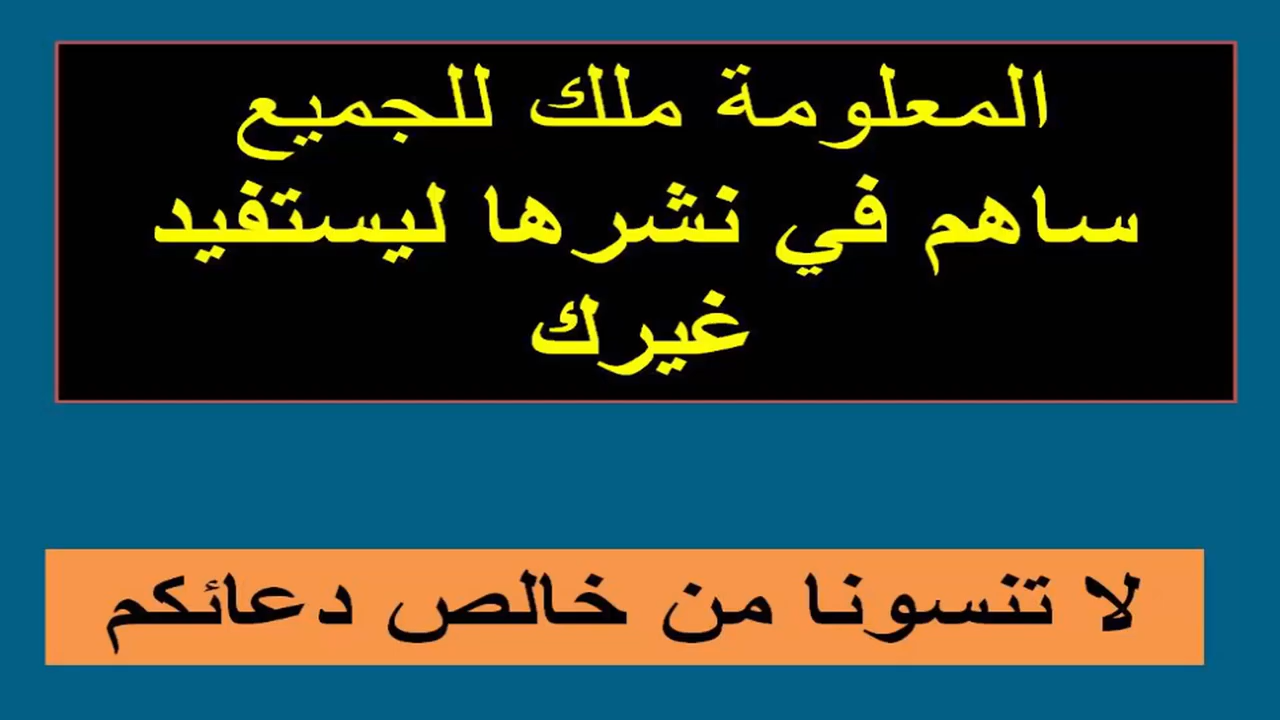 المعلومة ملك للجميع
ساهم في نشرها ليستفيد
غيرك
لا تنسونا من خالص دعائكم